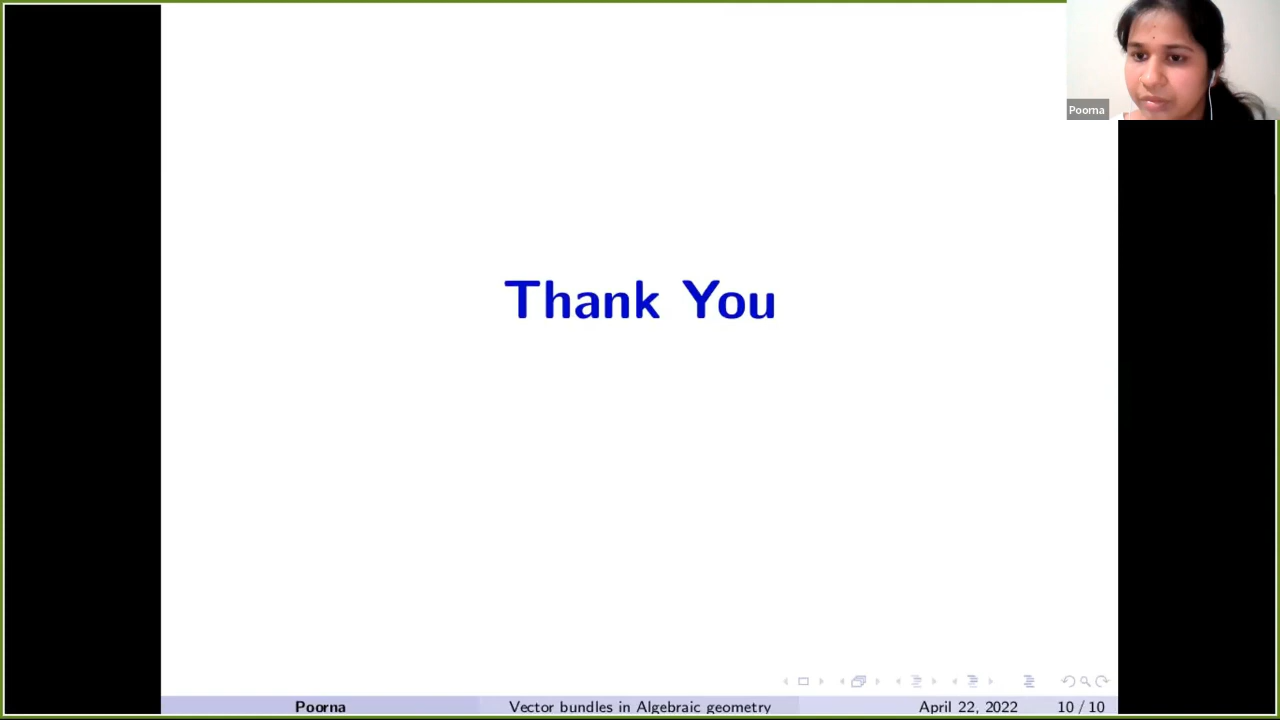 Poorna
Thank You
Poorna Vector bundles in Algebraic geometry April 22, 2022 10 / 10